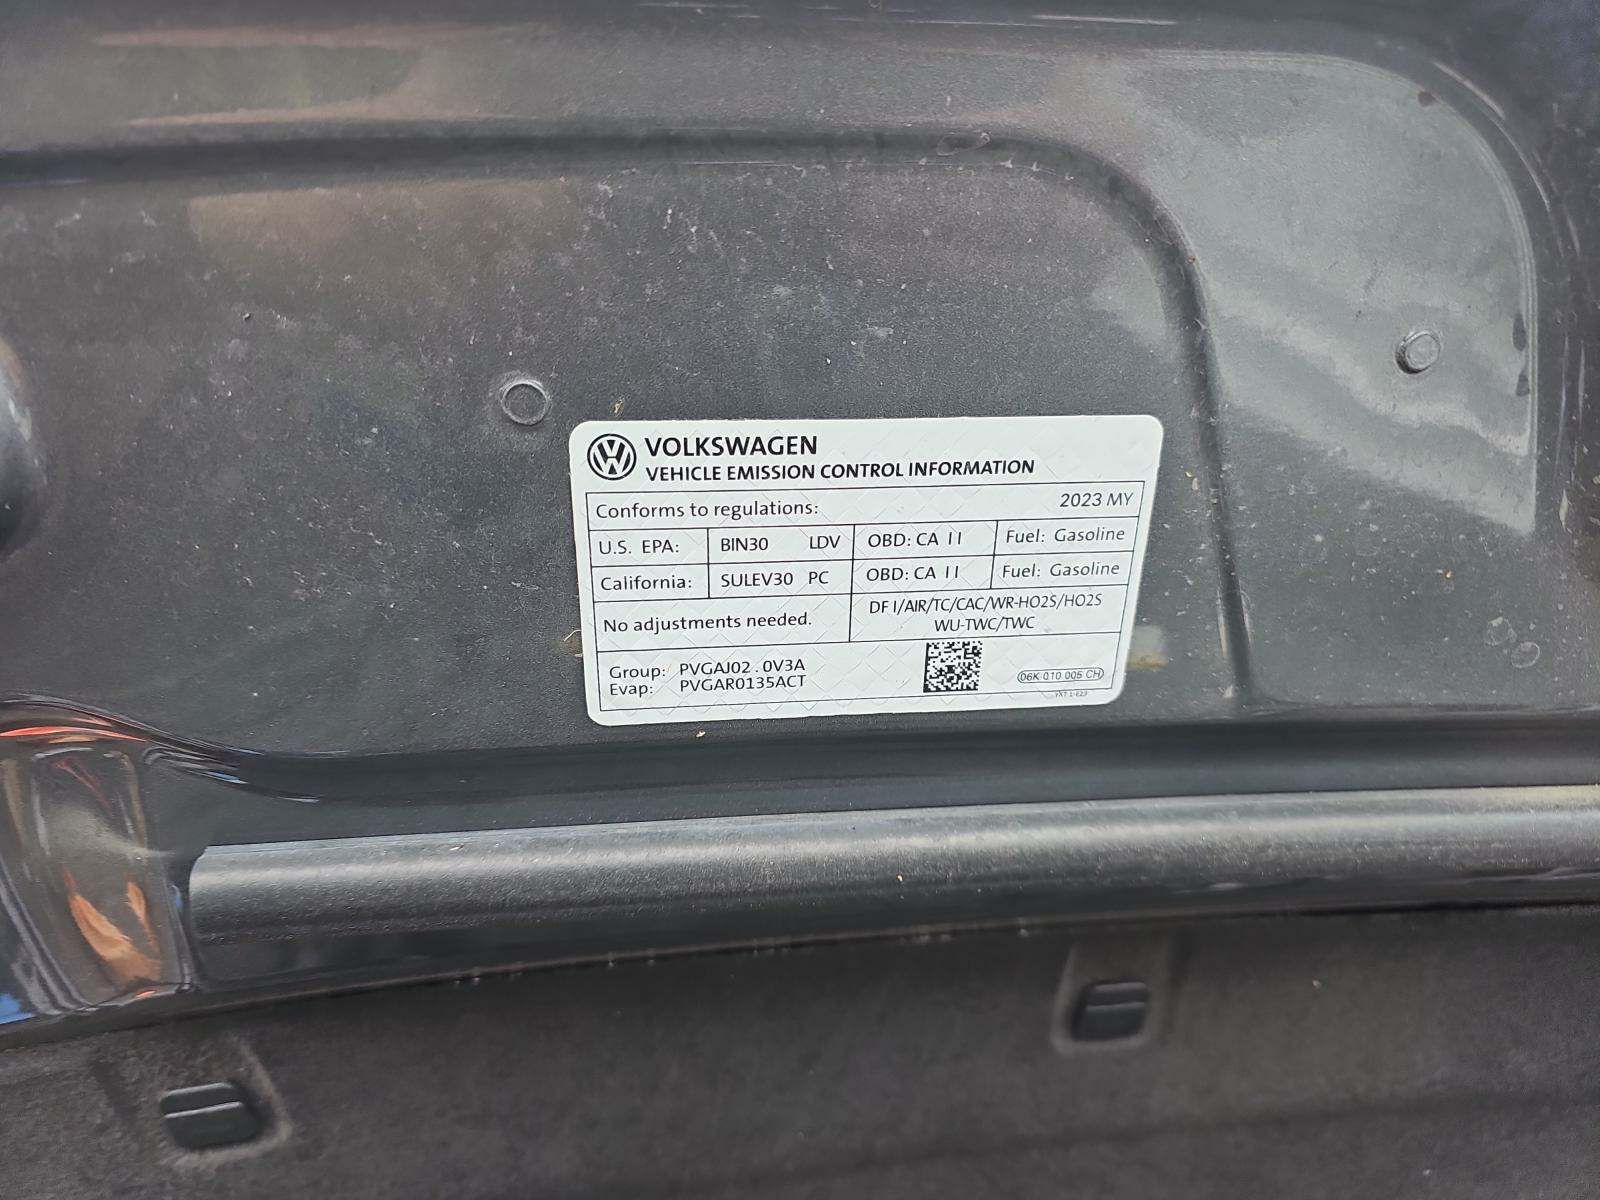 VOLKSWAGEN
VEHICLE EMISSION CONTROL INFORMATION
Conforms to regulations: 2023 MY
U.S. EPA: BIN30 LDV OBD: CA II Fuel: Gasoline
California: SULEV30 PC OBD: CA II Fuel: Gasoline
No adjustments needed. DFI/AIR/TC/CAC/WR-HO2S/HO2S
WU-TWC/TWC
Group: PVGAJ02.0V3A
Evap: PVGAR0135ACT
06K 010 005 CH